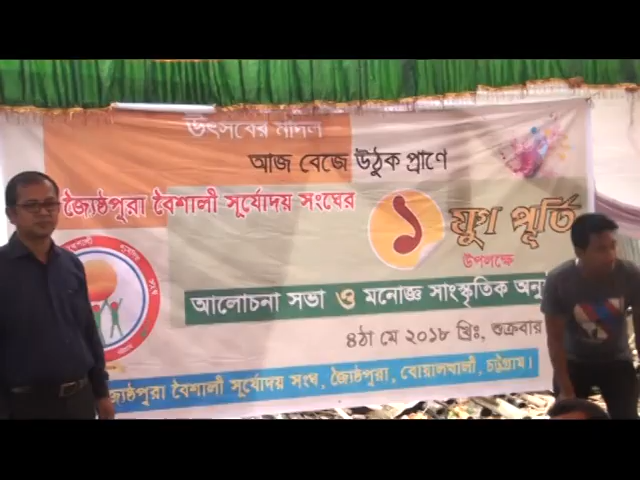 উৎসবের মাদল
আজ বেজে উঠুক প্রাণে
জ্যৈষ্ঠপুরা বৈশালী সূর্যোদয় সংঘের
১ যুগ পূর্তি
উপলক্ষে
আলোচনা সভা ও মনোজ্ঞ সাংস্কৃতিক অনু
৪ঠা মে ২০১৮ খ্রিঃ, শুক্রবার
জ্যৈষ্ঠপুরা বৈশালী সূর্যোদয় সংঘ, জ্যৈষ্ঠপুরা, বোয়ালখালী, চট্টগ্রাম।